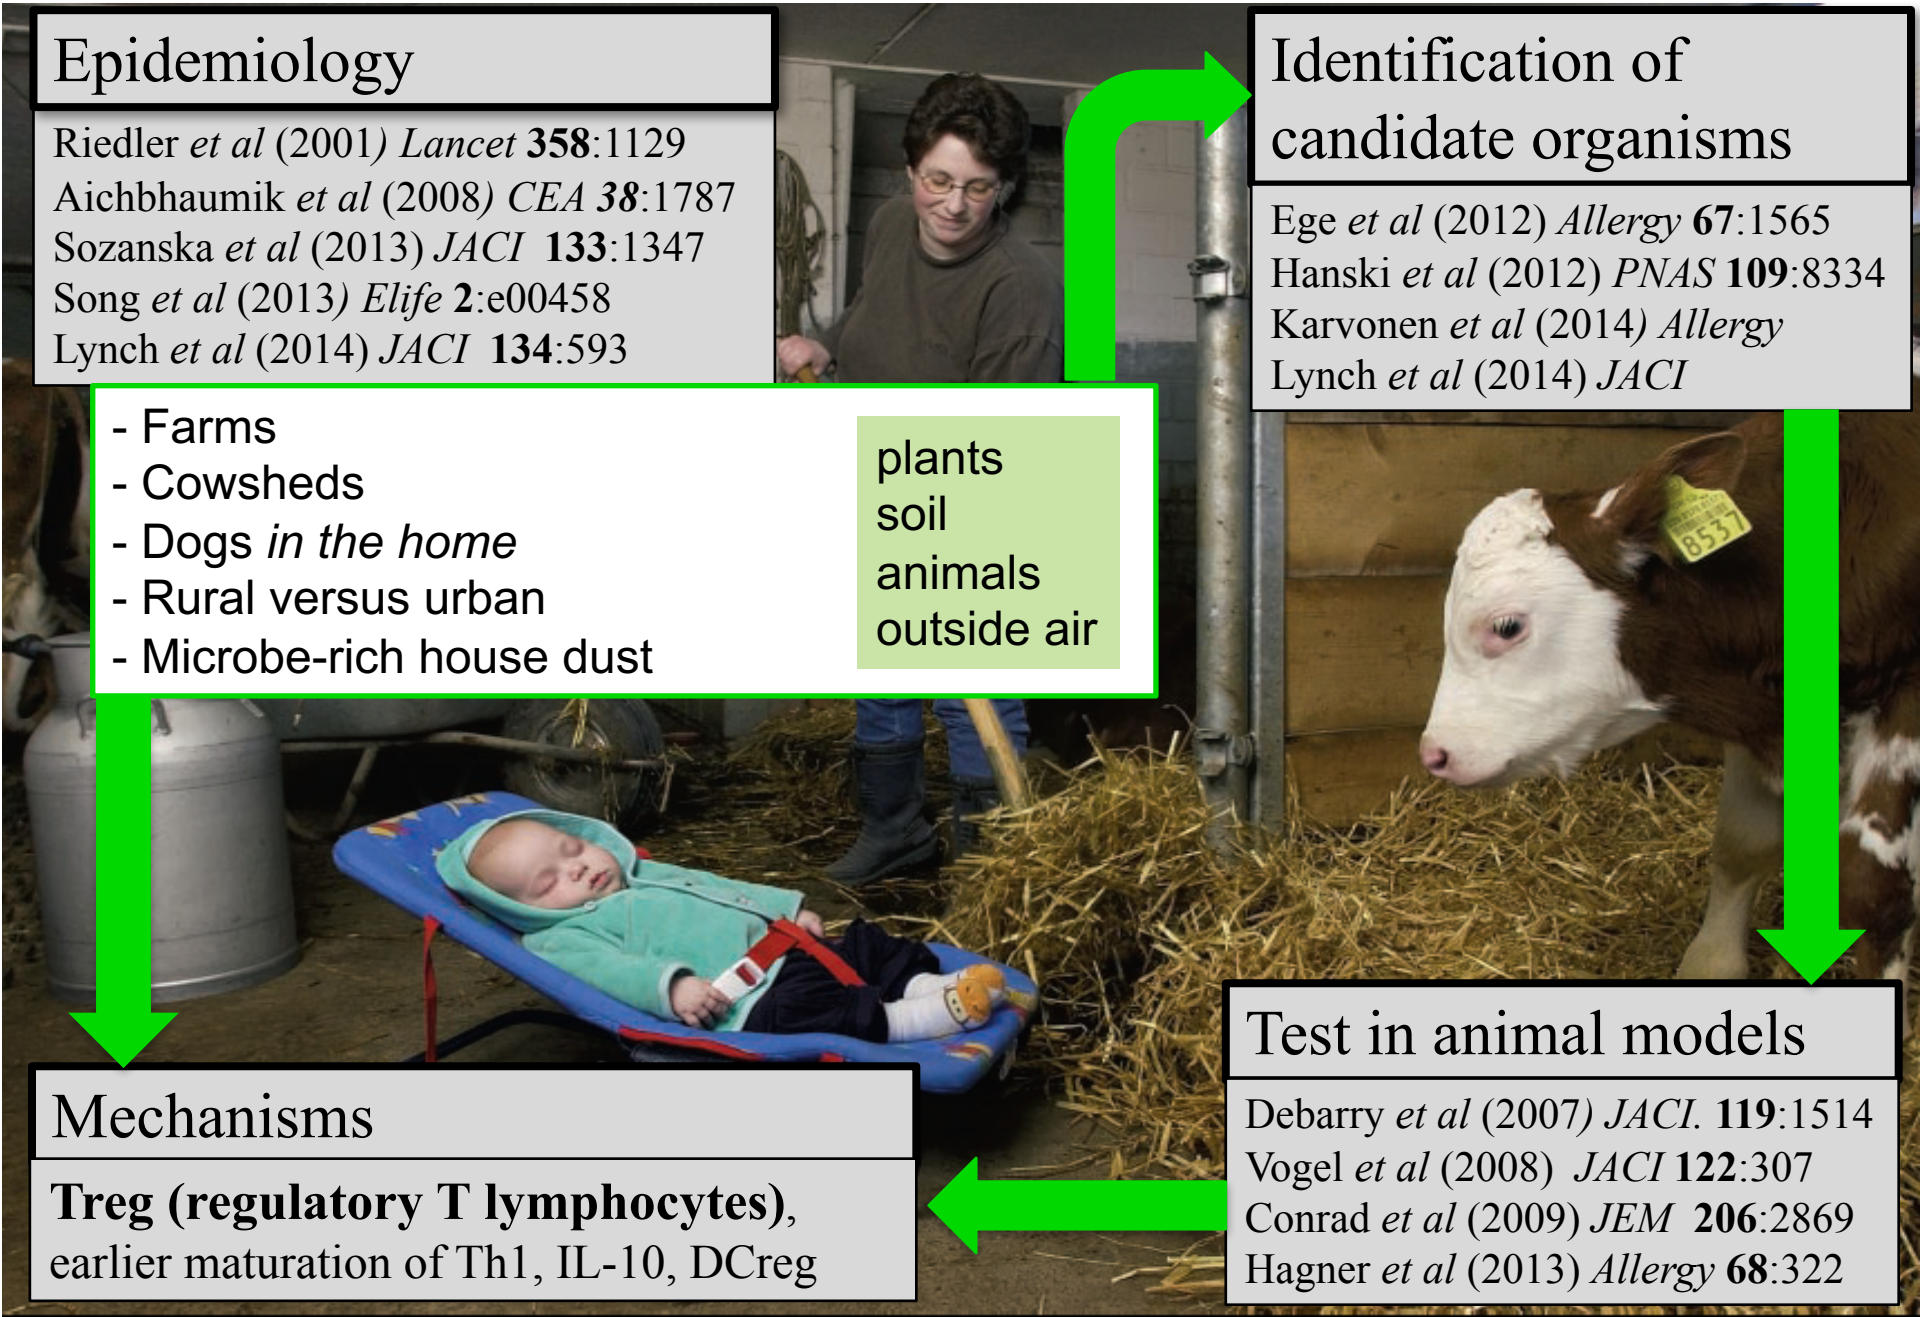 Epidemiology
Riedler et al (2001) Lancet 358:1129
Aichbhaumik et al (2008) CEA 38:1787
Sozanska et al (2013) JACI 133:1347
Song et al (2013) Elife 2:e00458
Lynch et al (2014) JACI 134:593
- Farms
- Cowsheds
- Dogs in the home
- Rural versus urban
- Microbe-rich house dust
plants
soil
animals
outside air
Identification of
candidate organisms
Ege et al (2012) Allergy 67:1565
Hanski et al (2012) PNAS 109:8334
Karvonen et al (2014) Allergy
Lynch et al (2014) JACI
8537
Test in animal models
Debarry et al (2007) JACI. 119:1514
Vogel et al (2008) JACI 122:307
Conrad et al (2009) JEM 206:2869
Hagner et al (2013) Allergy 68:322
Mechanisms
Treg (regulatory T lymphocytes),
earlier maturation of Th1, IL-10, DCreg